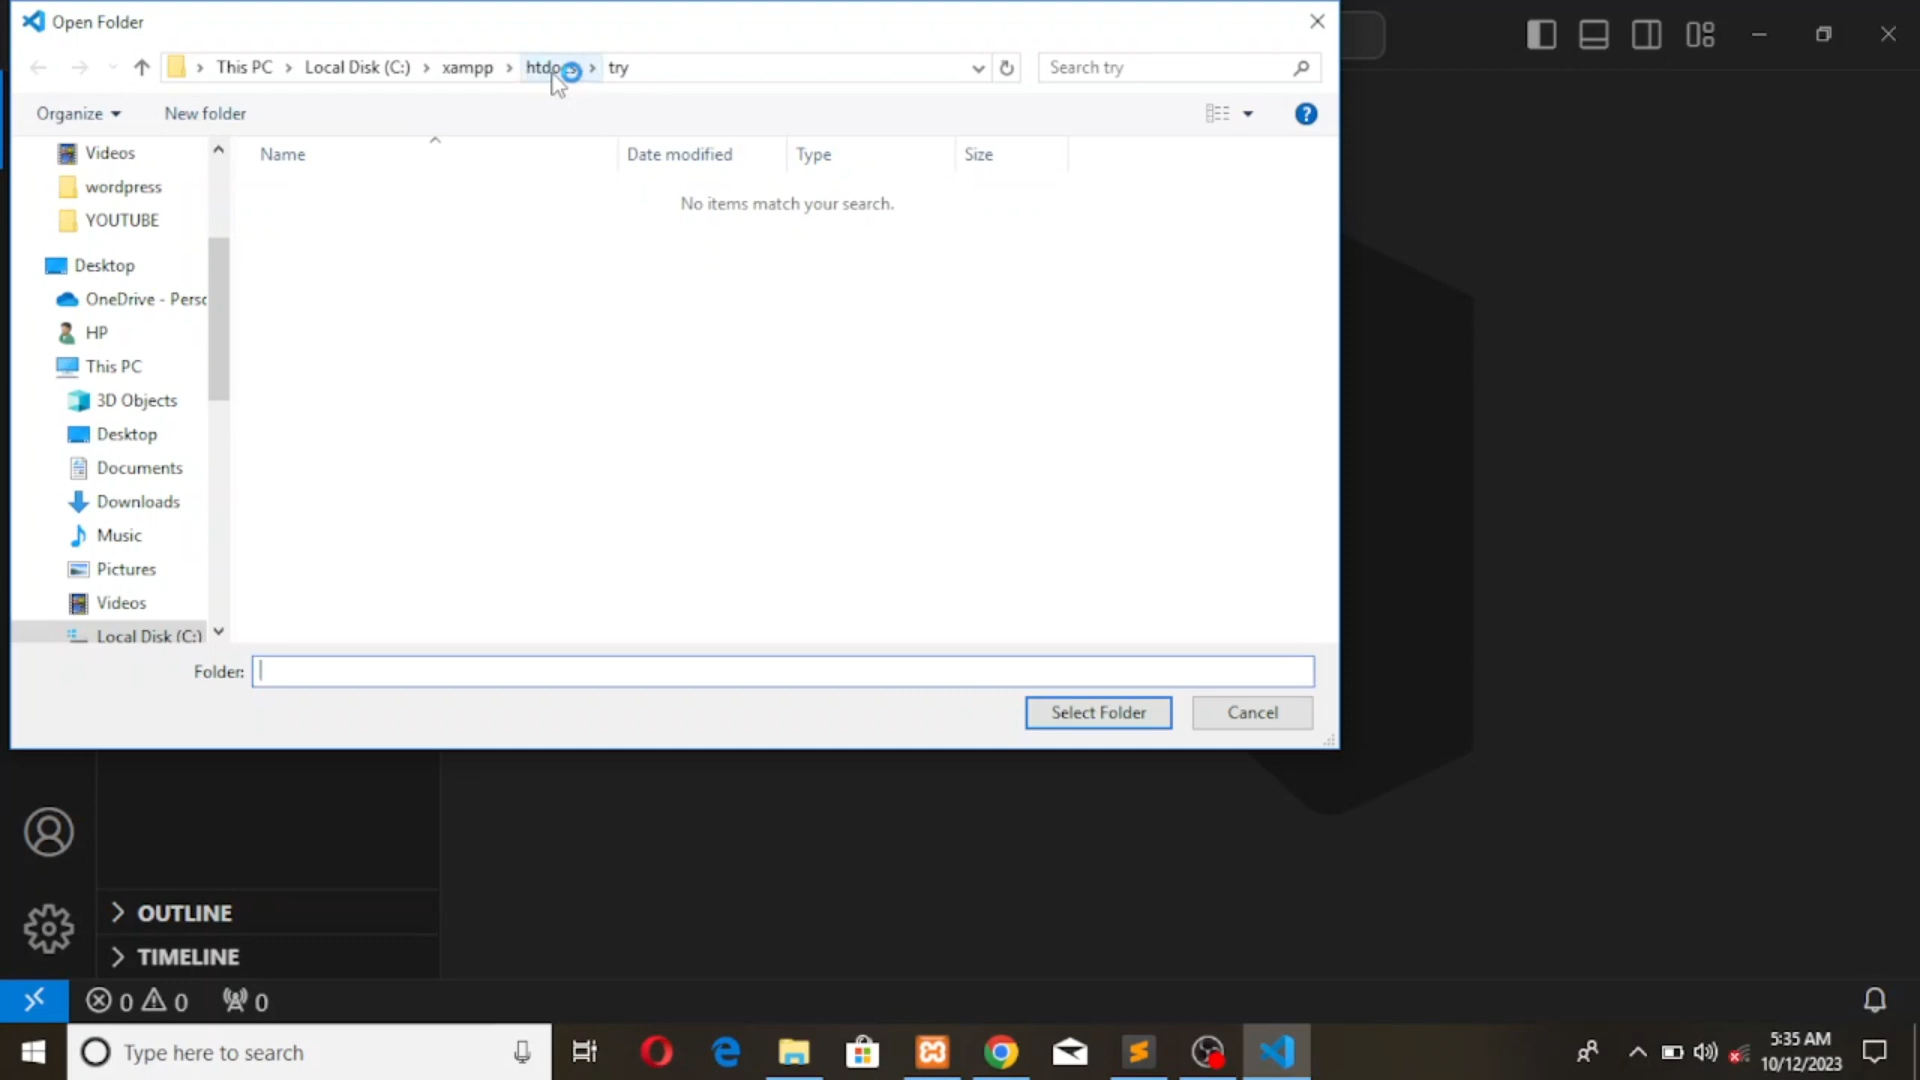 Open Folder
This PC > Local Disk (C:) > xampp > htdocs > try
Search try
Organize
New folder
?
Videos
wordpress
YOUTUBE
Desktop
OneDrive - Perso
HP
This PC
3D Objects
Desktop
Documents
Downloads
Music
Pictures
Videos
Local Disk (C:)
Name
Date modified
Type
Size
No items match your search.
Folder:
Select Folder
Cancel
OUTLINE
TIMELINE
0 0 0
Type here to search
5:35 AM
10/12/2023